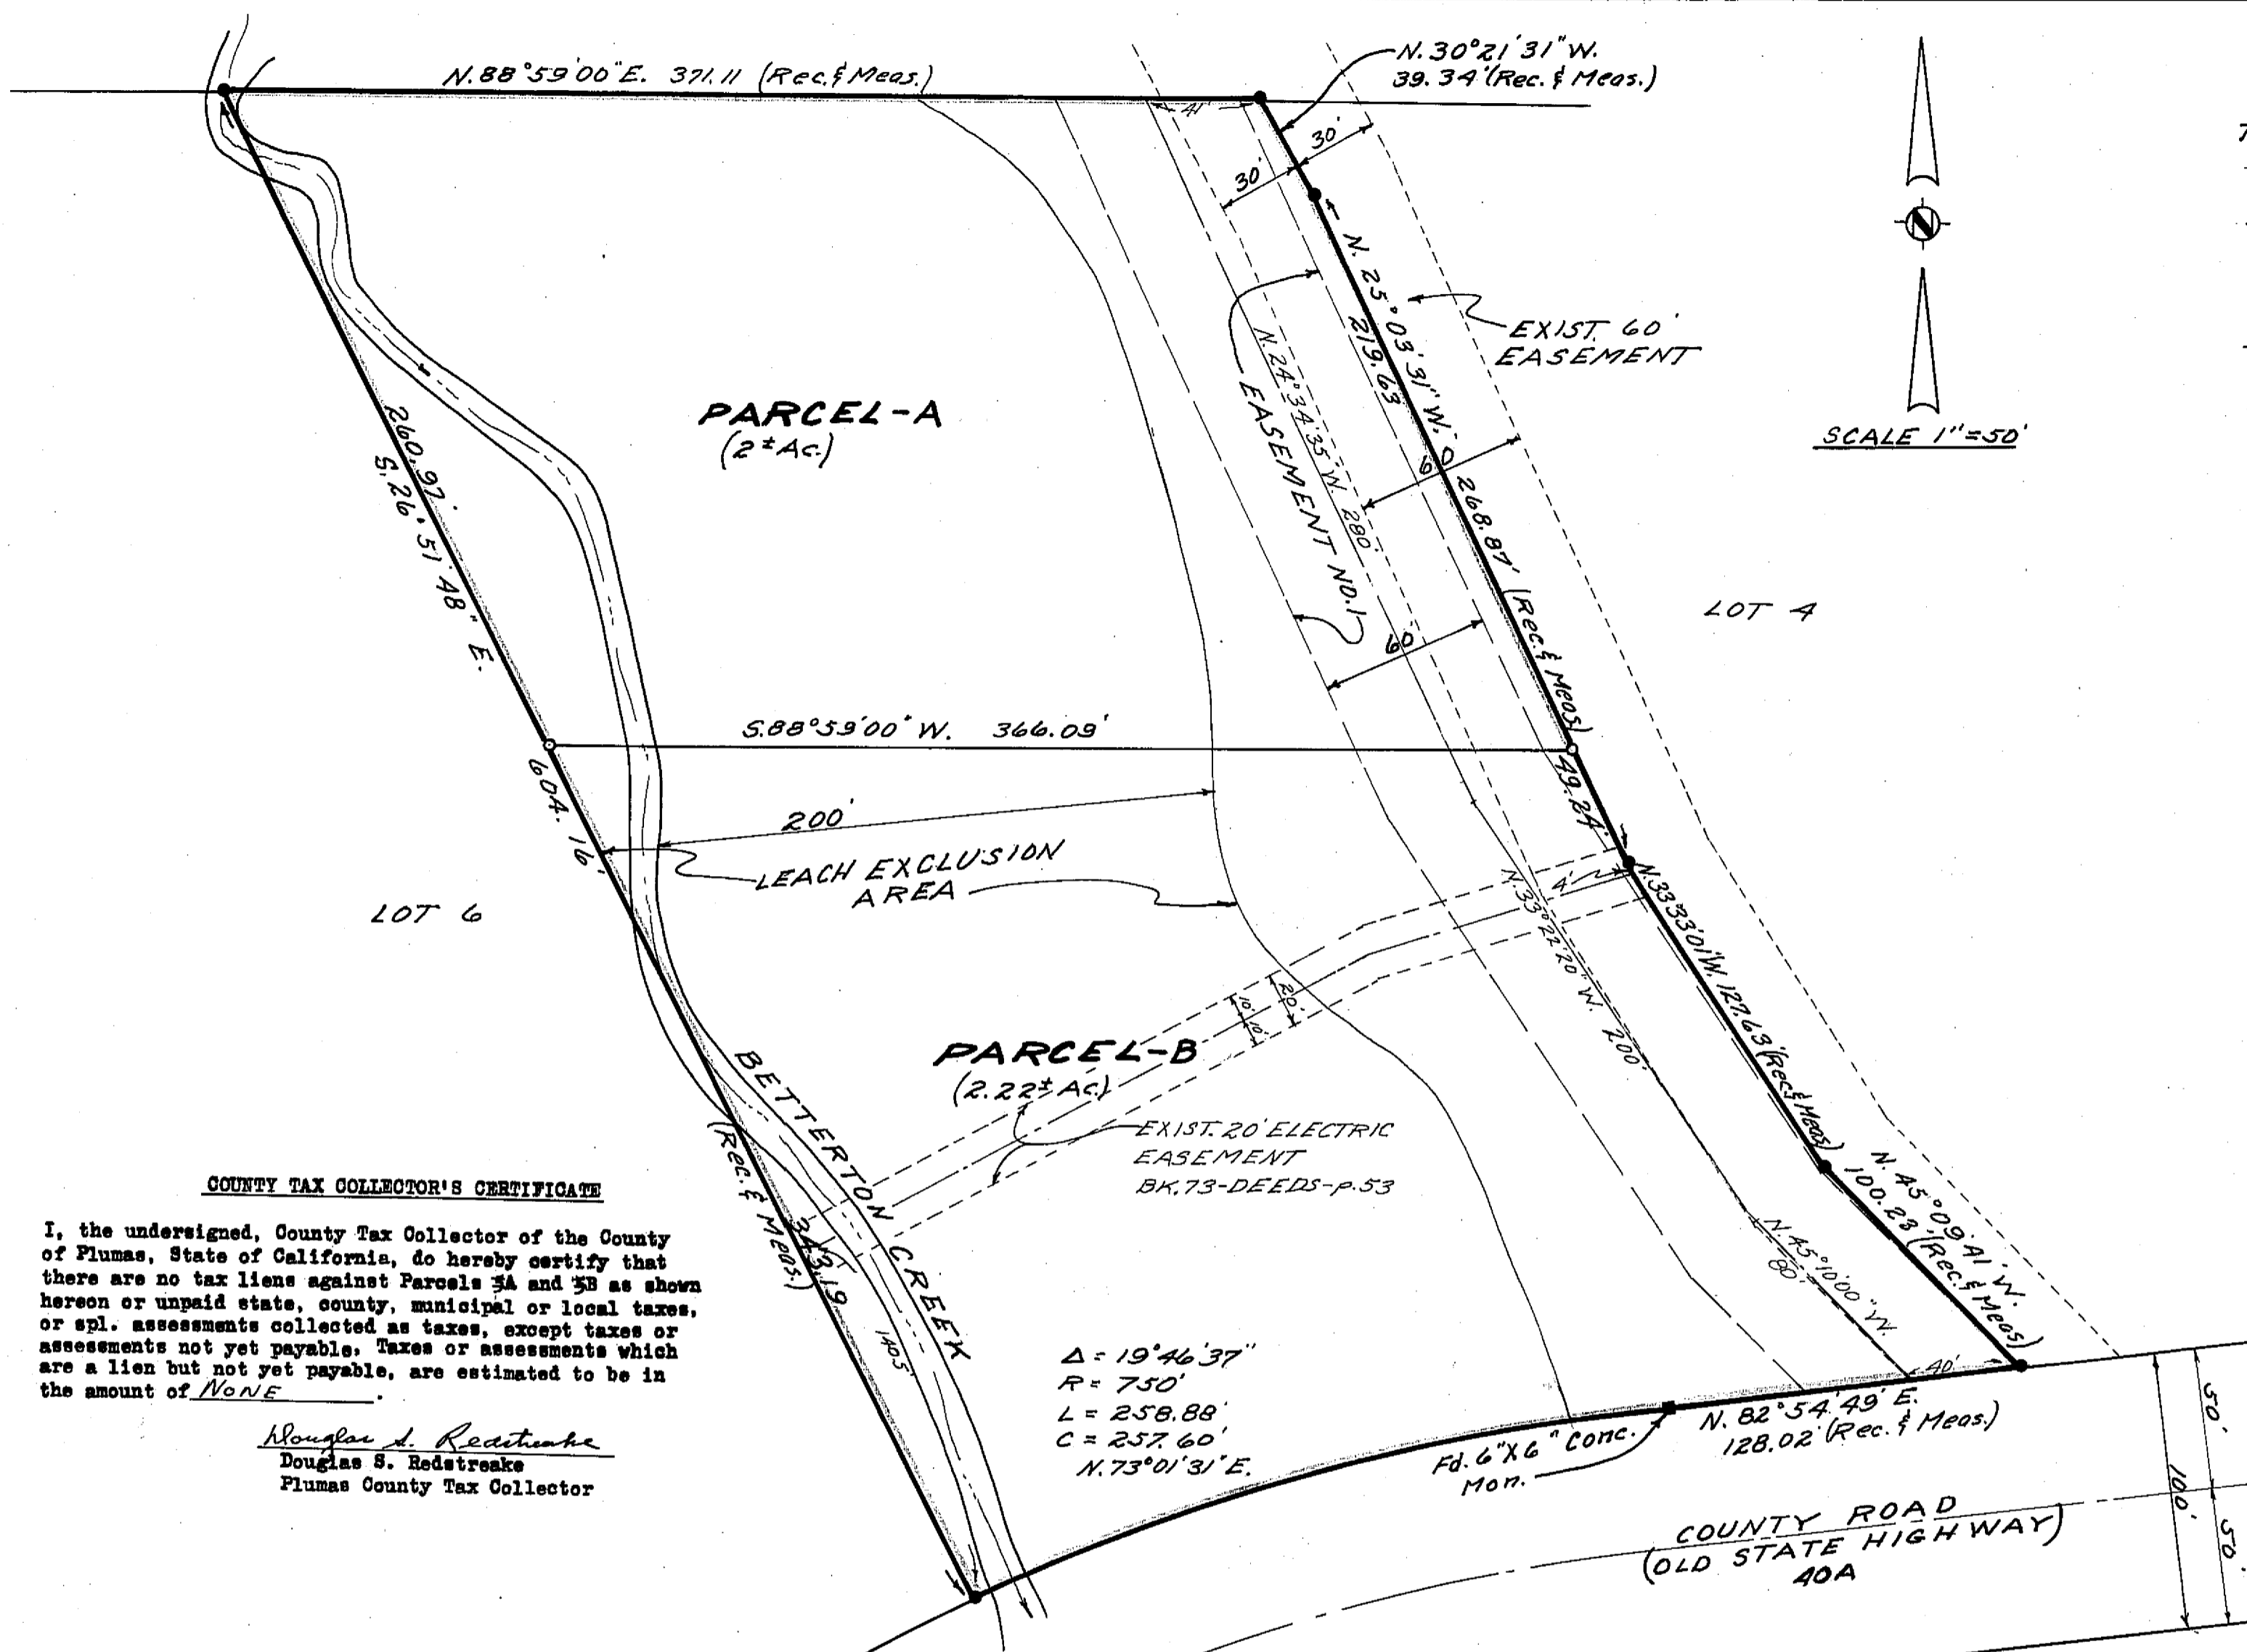 N. 88°59'00" E. 371.11 (Rec. & Meas.)
N. 30°21'31" W.
39.34' (Rec. & Meas.)
41'
30'
30'
N. 25°03'31" W. 268.87' (Rec. & Meas)
219.63
EXIST. 60'
EASEMENT
N. 24°34'35" W. 280'
EASEMENT NO. 1
60
60'
SCALE 1"=50'
PARCEL-A
(2± Ac.)
260.97'
S. 26°51'48" E.
LOT 4
S. 88°59'00" W. 366.09'
604.16'
49.24'
200'
LEACH EXCLUSION
AREA
LOT 6
4'
N. 33°33'01" W. 127.63' (Rec & Meas)
N. 33°22'20" W. 200'
10' 10'
20'
PARCEL-B
(2.22± Ac.)
EXIST. 20' ELECTRIC
EASEMENT
BK. 73-DEEDS-p. 53
BETTERTON CREEK
(Rec. & Meas.)
343.19
N. 45°09'41" W.
100.23' (Rec. & Meas)
N. 45°10'00" W.
80'
40'
COUNTY TAX COLLECTOR'S CERTIFICATE
I, the undersigned, County Tax Collector of the County
of Plumas, State of California, do hereby certify that
there are no tax liens against Parcels 5A and 5B as shown
hereon or unpaid state, county, municipal or local taxes,
or spl. assessments collected as taxes, except taxes or
assessments not yet payable. Taxes or assessments which
are a lien but not yet payable, are estimated to be in
the amount of NONE.
Douglas S. Redstreake
Douglas S. Redstreake
Plumas County Tax Collector
Δ = 19°46'37"
R = 750'
L = 258.88'
C = 257.60'
N. 73°01'31" E.
Fd. 6"X6" Conc.
Mon.
N. 82°54'49" E.
128.02' (Rec. & Meas.)
COUNTY ROAD
(OLD STATE HIGHWAY)
40A
50'
100'
50'